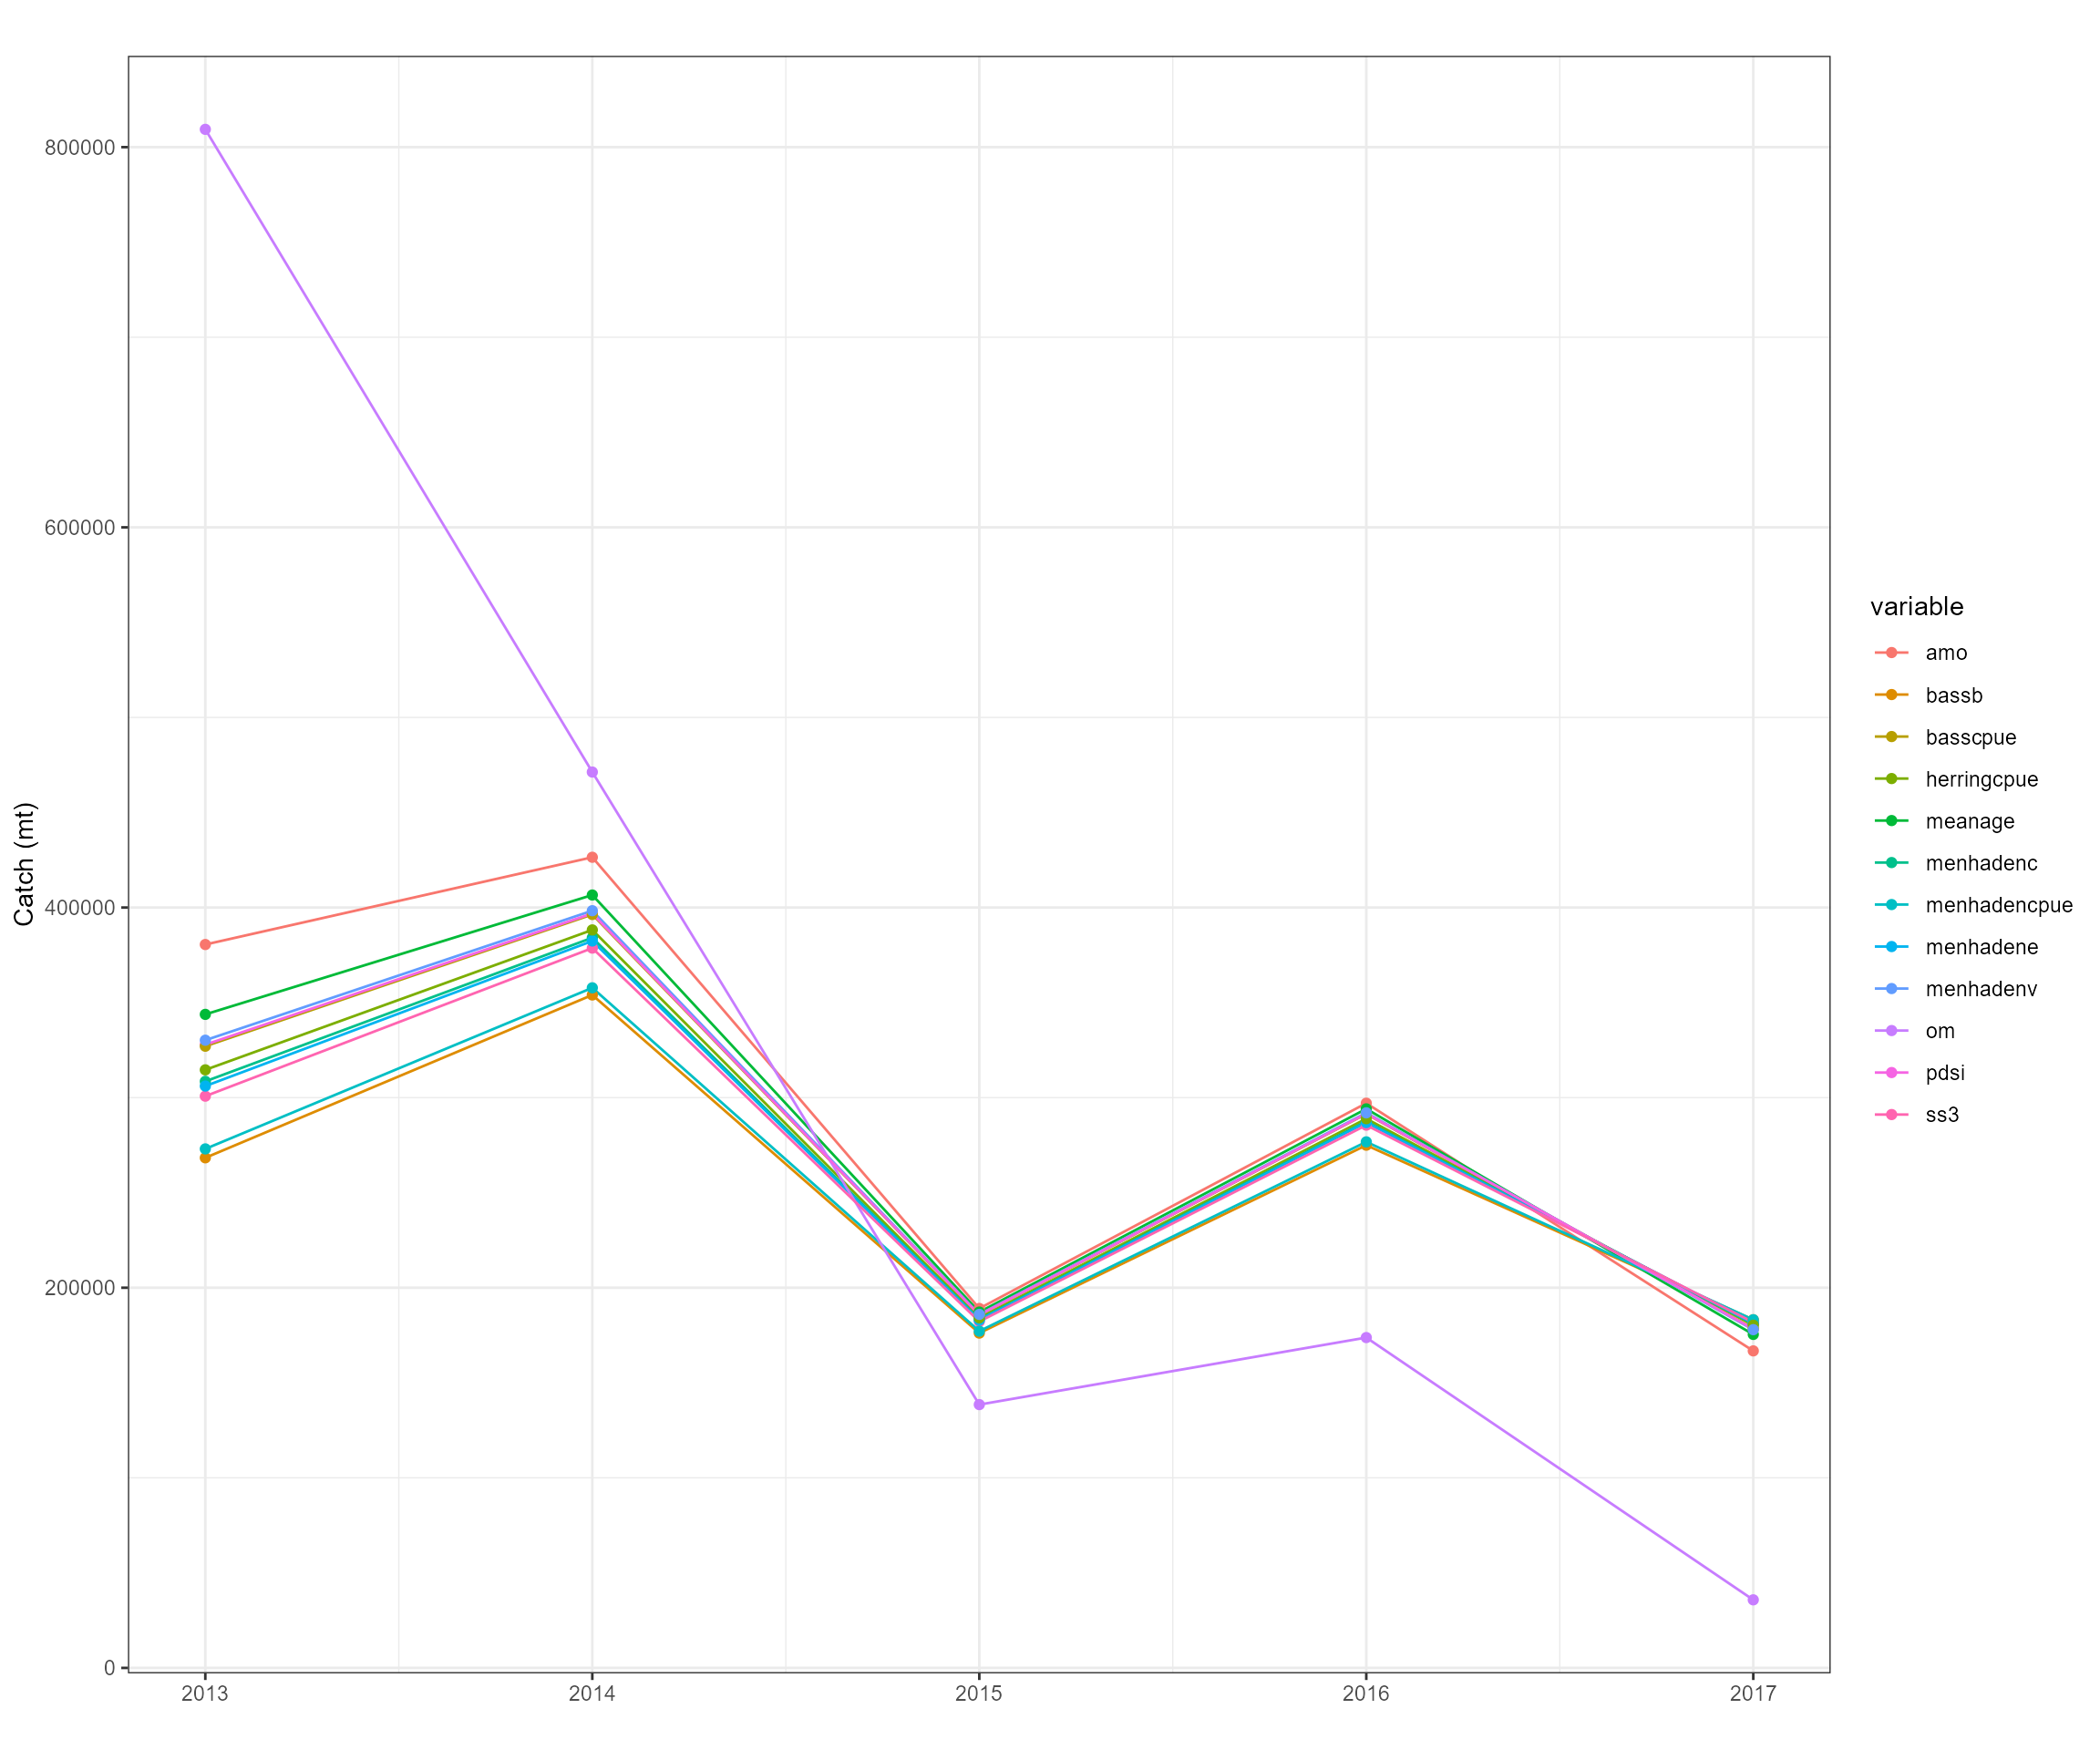 Catch (mt)
800000
600000
400000
200000
0
2013
2014
2015
2016
2017
variable
amo
bassb
basscpue
herringcpue
meanage
menhadenc
menhadencpue
menhadene
menhadenv
om
pdsi
ss3